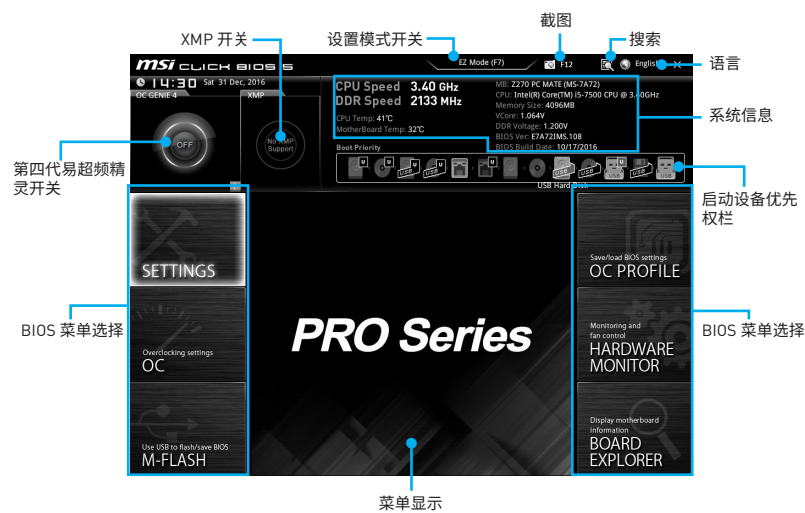 截图
XMP 开关
设置模式开关
搜索
msi CLICK BIOS 5
EZ Mode (F7)
F12
English
语言
14:30 Sat 31 Dec, 2016
OC GENIE 4
XMP
CPU Speed 3.40 GHz
DDR Speed 2133 MHz
CPU Temp: 41℃
MotherBoard Temp: 32℃
MB: Z270 PC MATE (MS-7A72)
CPU: Intel(R) Core(TM) i5-7500 CPU @ 3.40GHz
Memory Size: 4096MB
VCore: 1.064V
DDR Voltage: 1.200V
BIOS Ver: E7A72IMS.108
BIOS Build Date: 10/17/2016
系统信息
OFF
No XMP
Support
Boot Priority
U U U U U U
USB USB USB USB USB USB USB
USB Hard Disk
第四代易超频精
灵开关
启动设备优先
权栏
SETTINGS
Save/load BIOS settings
OC PROFILE
BIOS 菜单选择
Overclocking settings
OC
PRO Series
Monitoring and
fan control
HARDWARE
MONITOR
BIOS 菜单选择
Use USB to flash/save BIOS
M-FLASH
Display motherboard
information
BOARD
EXPLORER
菜单显示